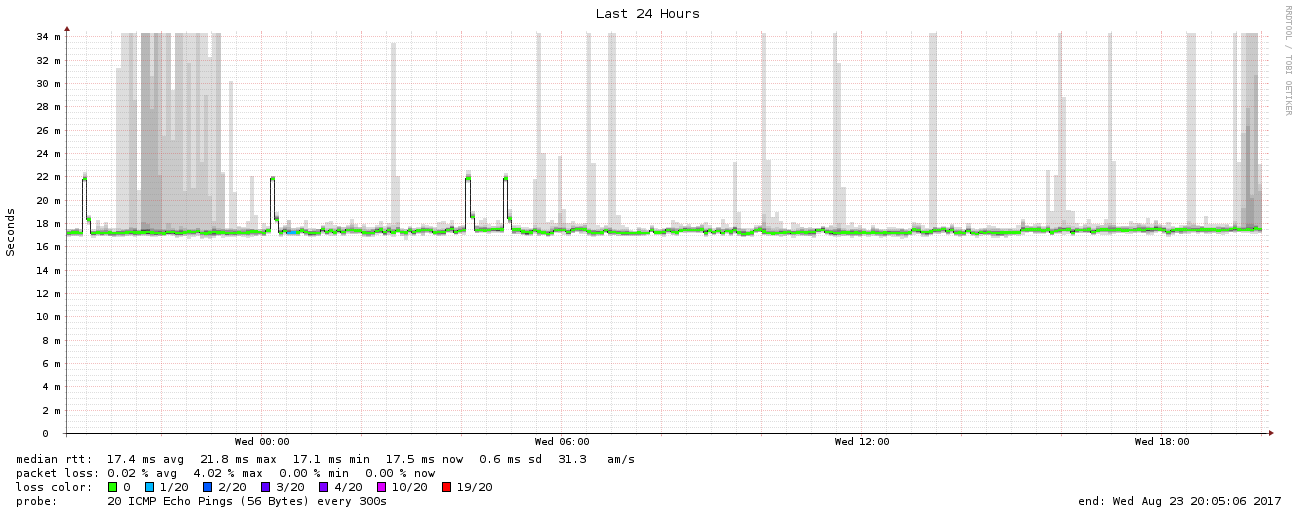 Last 24 Hours
RRDTOOL / TOBI OETIKER
Seconds
34 m
32 m
30 m
28 m
26 m
24 m
22 m
20 m
18 m
16 m
14 m
12 m
10 m
8 m
6 m
4 m
2 m
0
Wed 00:00 Wed 06:00 Wed 12:00 Wed 18:00
median rtt: 17.4 ms avg 21.8 ms max 17.1 ms min 17.5 ms now 0.6 ms sd 31.3 am/s
packet loss: 0.02 % avg 4.02 % max 0.00 % min 0.00 % now
loss color: 0 1/20 2/20 3/20 4/20 10/20 19/20
probe: 20 ICMP Echo Pings (56 Bytes) every 300s end: Wed Aug 23 20:05:06 2017